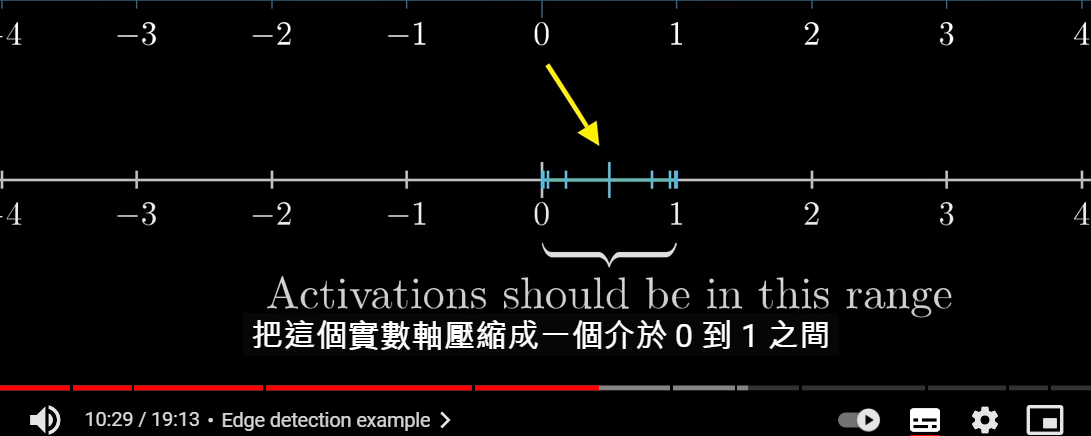 -4 −3 −2 −1 0 1 2 3 4
-4 −3 −2 −1 0 1 2 3 4
Activations should be in this range
把這個實數軸壓縮成一個介於 0 到 1 之間
10:29 / 19:13 • Edge detection example